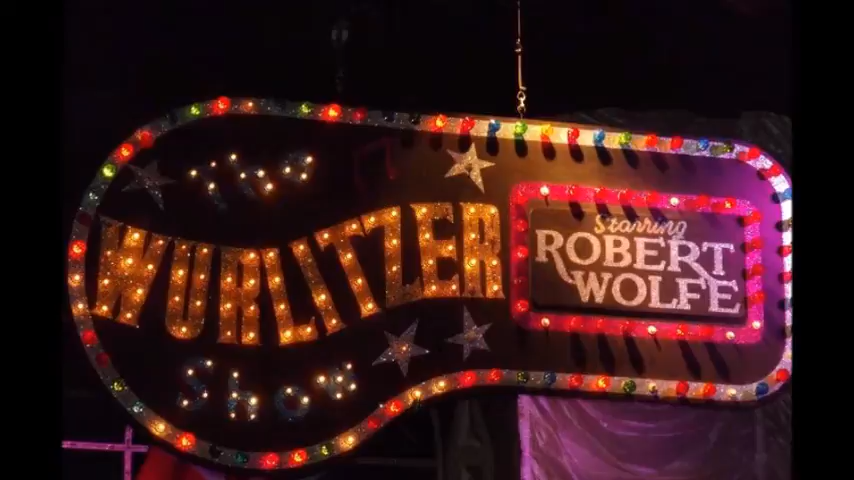 The
WURLITZER
Show
Starring
ROBERT
WOLFE